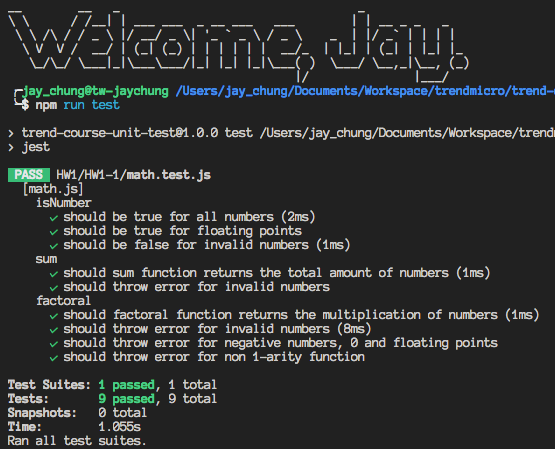 Welcome, Jay.
jay_chung@tw-jaychung /Users/jay_chung/Documents/Workspace/trendmicro/trend-
$ npm run test
> trend-course-unit-test@1.0.0 test /Users/jay_chung/Documents/Workspace/trendm
> jest
PASS HW1/HW1-1/math.test.js
[math.js]
isNumber
✓ should be true for all numbers (2ms)
✓ should be true for floating points
✓ should be false for invalid numbers (1ms)
sum
✓ should sum function returns the total amount of numbers (1ms)
✓ should throw error for invalid numbers
factoral
✓ should factoral function returns the multiplication of numbers (1ms)
✓ should throw error for invalid numbers (8ms)
✓ should throw error for negative numbers, 0 and floating points
✓ should throw error for non 1-arity function
Test Suites: 1 passed, 1 total
Tests: 9 passed, 9 total
Snapshots: 0 total
Time: 1.055s
Ran all test suites.